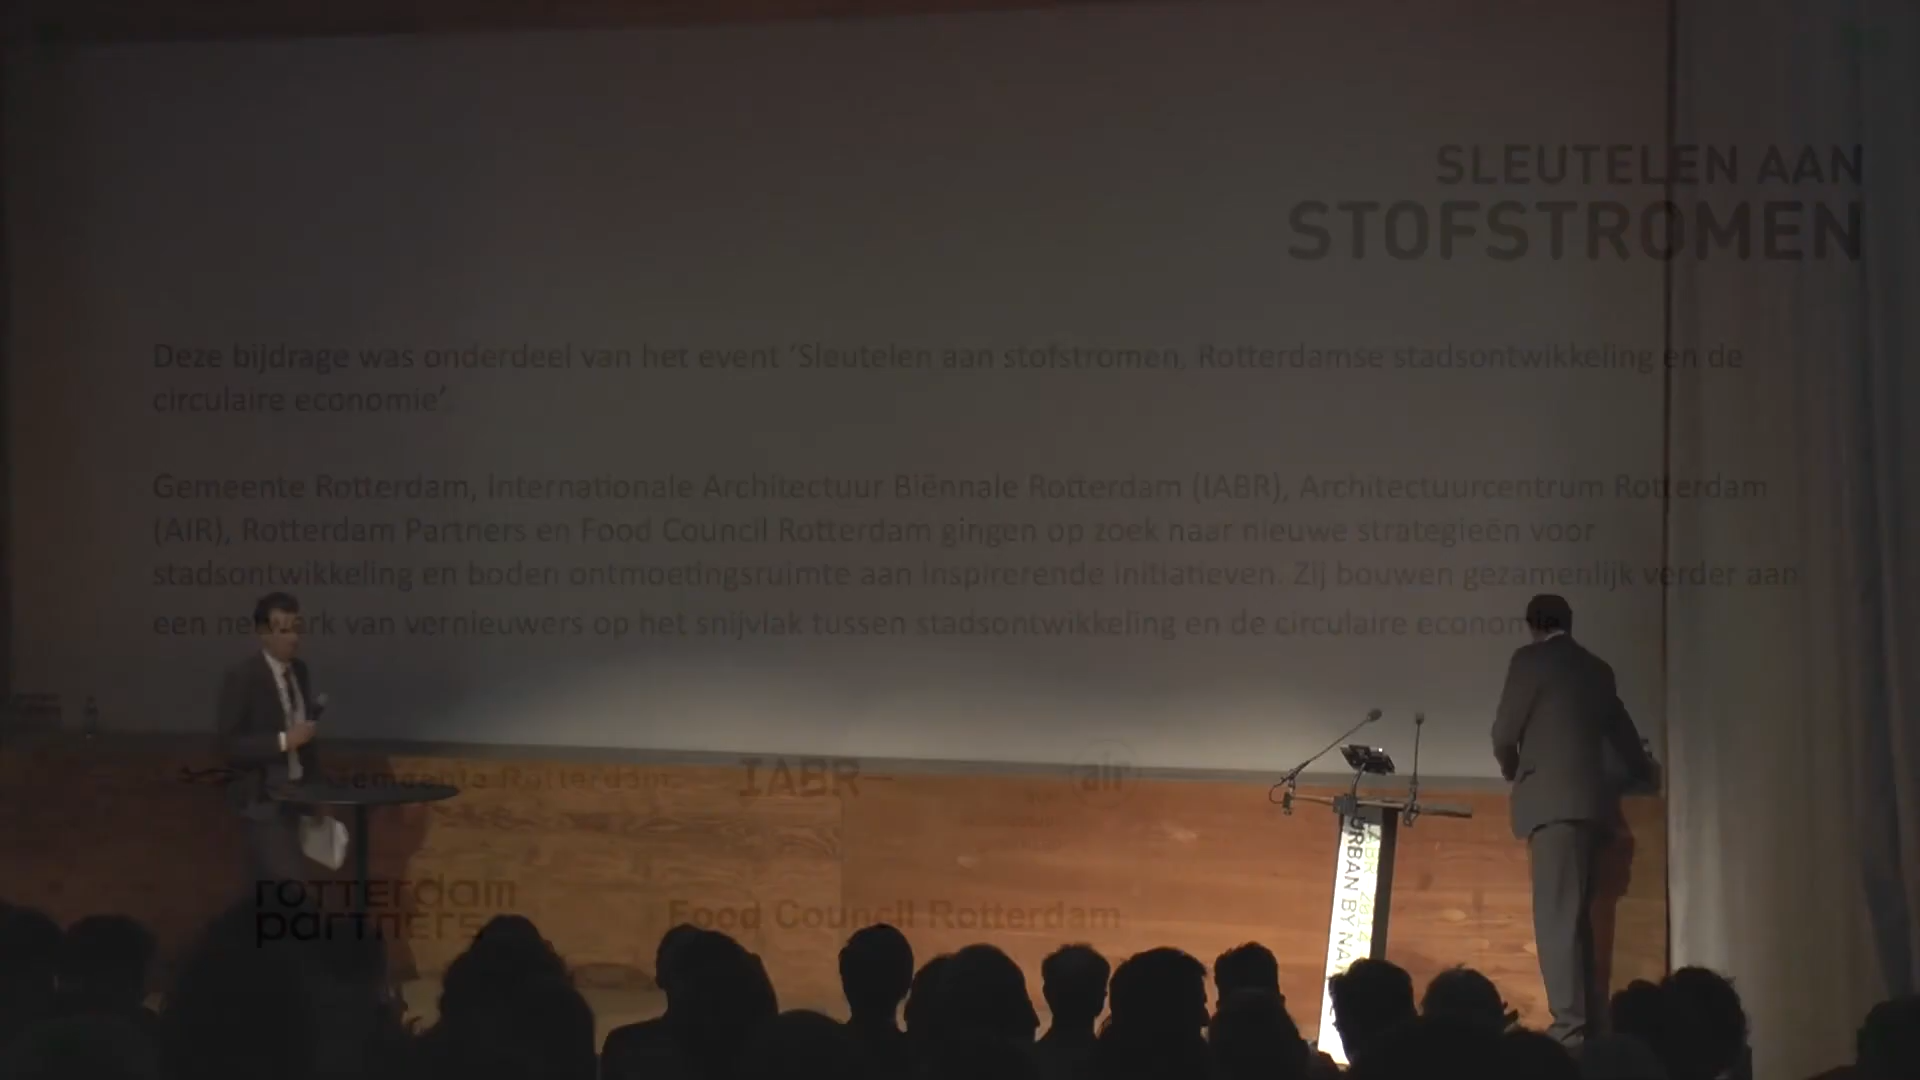 SLEUTELEN AAN
STOFSTROMEN
Deze bijdrage was onderdeel van het event ‘Sleutelen aan stofstromen, Rotterdamse stadsontwikkeling en de
circulaire economie’.
Gemeente Rotterdam, Internationale Architectuur Biënnale Rotterdam (IABR), Architectuurcentrum Rotterdam
(AIR), Rotterdam Partners en Food Council Rotterdam gingen op zoek naar nieuwe strategieën voor
stadsontwikkeling en boden ontmoetingsruimte aan inspirerende initiatieven. Zij bouwen gezamenlijk verder aan
een netwerk van vernieuwers op het snijvlak tussen stadsontwikkeling en de circulaire economie
Gemeente Rotterdam
IABR—
air
rotterdam
partners
Food Council Rotterdam
IABR 2014
URBAN BY